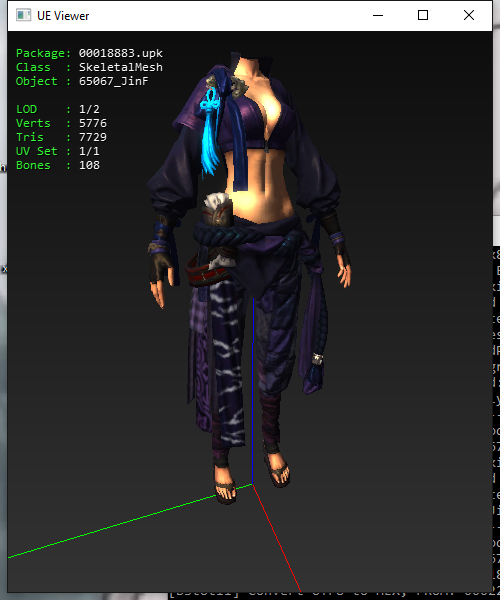 UE Viewer
Package: 00018883.upk
Class  : SkeletalMesh
Object : 65067_JinF
LOD    : 1/2
Verts  : 5776
Tris   : 7729
UV Set : 1/1
Bones  : 108